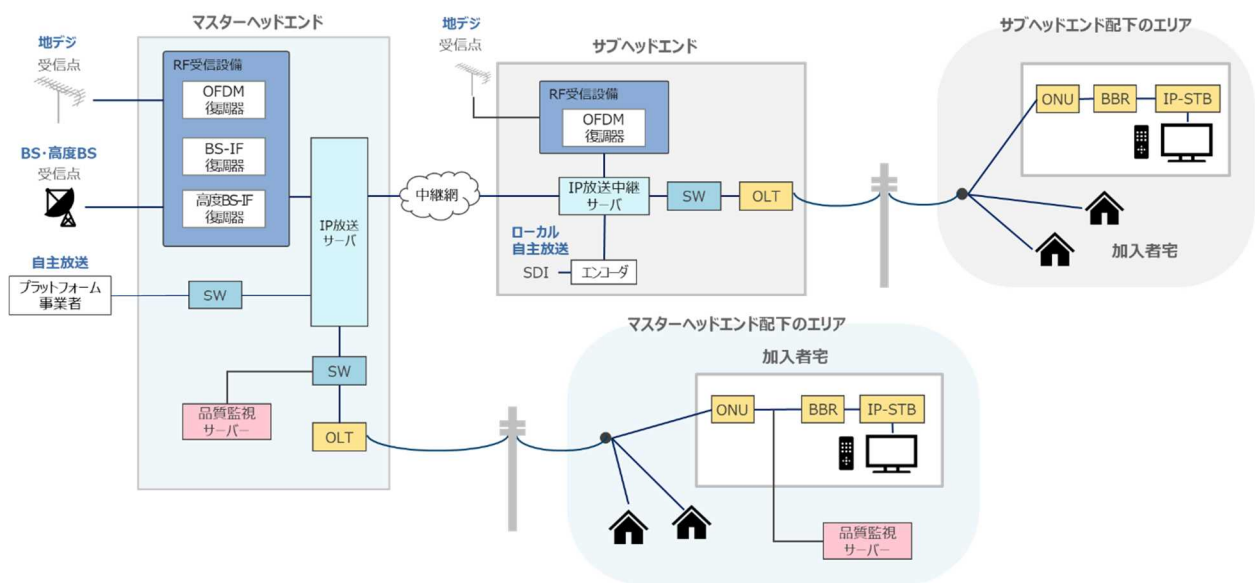 マスターヘッドエンド
地デジ
受信点
RF受信設備
OFDM
復調器
BS-IF
復調器
高度BS-IF
復調器
BS・高度BS
受信点
自主放送
プラットフォーム
事業者
SW
IP放送
サーバ
SW
品質監視
サーバー
OLT
中継網
地デジ
受信点
サブヘッドエンド
RF受信設備
OFDM
復調器
IP放送中継
サーバ
SW
OLT
ローカル
自主放送
SDI
エンコーダ
サブヘッドエンド配下のエリア
ONU
BBR
IP-STB
加入者宅
マスターヘッドエンド配下のエリア
加入者宅
ONU
BBR
IP-STB
品質監視
サーバー